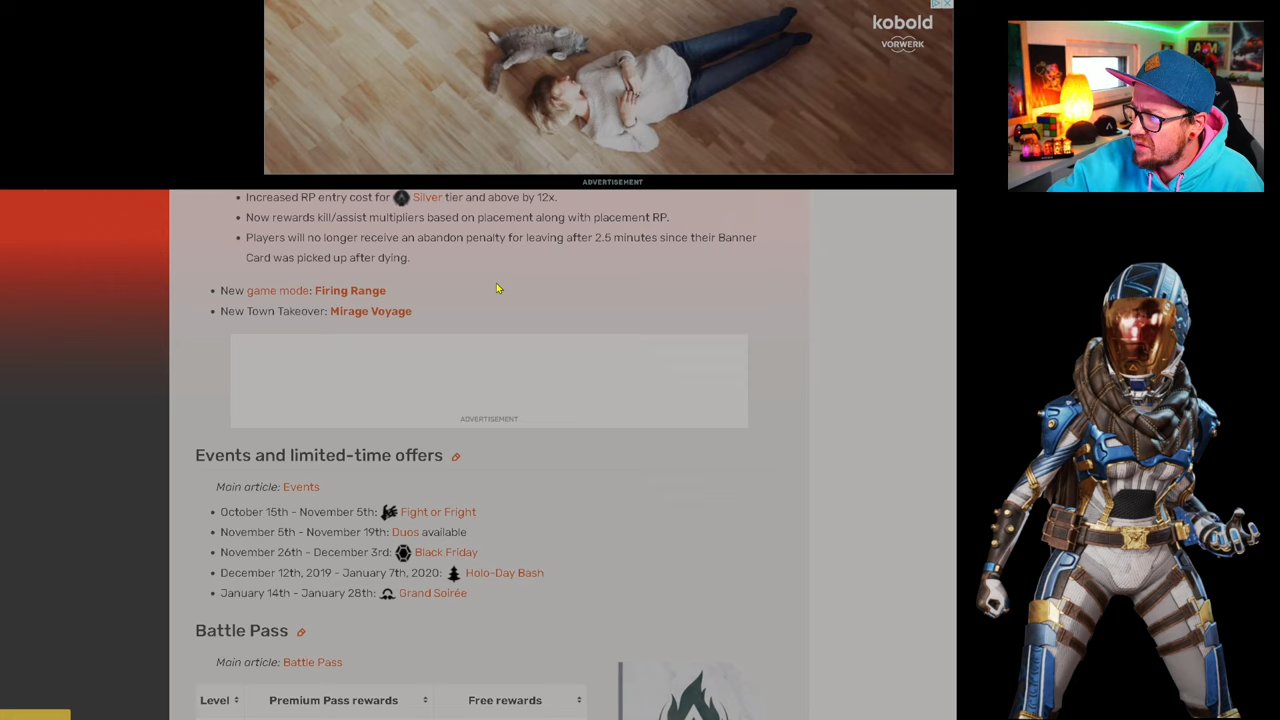 kobold
VORWERK
ADVERTISEMENT
Increased RP entry cost for Silver tier and above by 12x.
Now rewards kill/assist multipliers based on placement along with placement RP.
Players will no longer receive an abandon penalty for leaving after 2.5 minutes since their Banner
Card was picked up after dying.
New game mode: Firing Range
New Town Takeover: Mirage Voyage
ADVERTISEMENT
Events and limited-time offers
Main article: Events
October 15th - November 5th: Fight or Fright
November 5th - November 19th: Duos available
November 26th - December 3rd: Black Friday
December 12th, 2019 - January 7th, 2020: Holo-Day Bash
January 14th - January 28th: Grand Soirée
Battle Pass
Main article: Battle Pass
Level Premium Pass rewards Free rewards